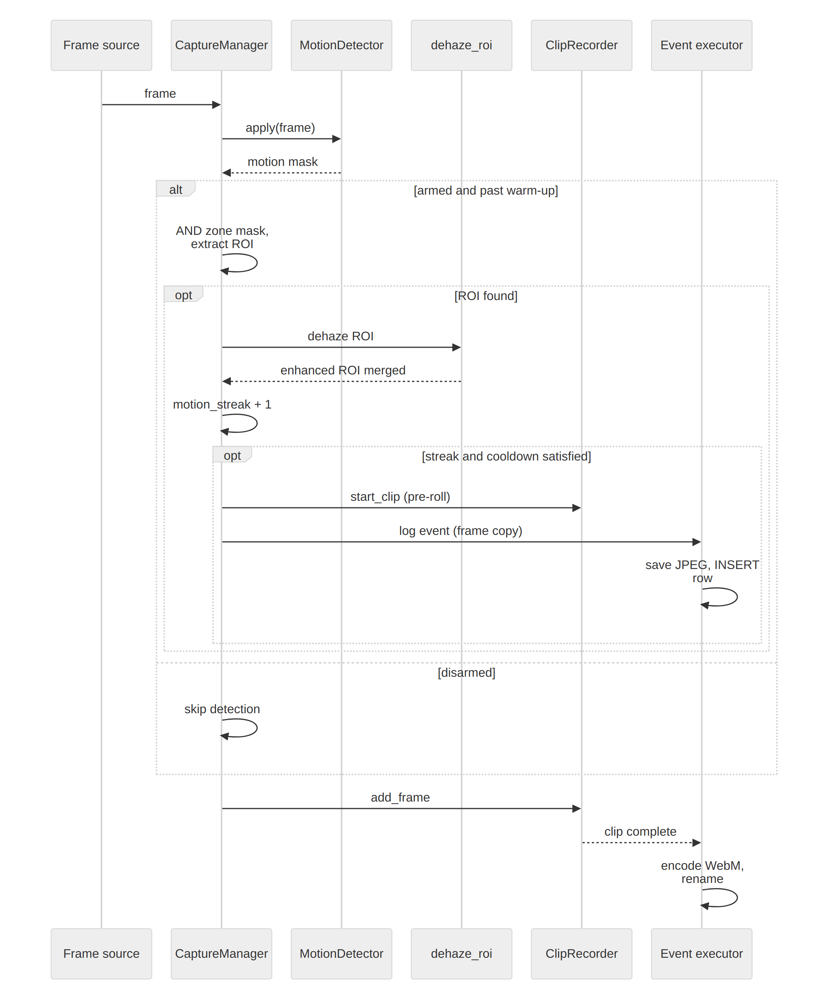 Frame source
CaptureManager
MotionDetector
dehaze_roi
ClipRecorder
Event executor
frame
apply(frame)
motion mask
alt
[armed and past warm-up]
AND zone mask,
extract ROI
opt
[ROI found]
dehaze ROI
enhanced ROI merged
motion_streak + 1
opt
[streak and cooldown satisfied]
start_clip (pre-roll)
log event (frame copy)
save JPEG, INSERT
row
[disarmed]
skip detection
add_frame
clip complete
encode WebM,
rename
Frame source
CaptureManager
MotionDetector
dehaze_roi
ClipRecorder
Event executor